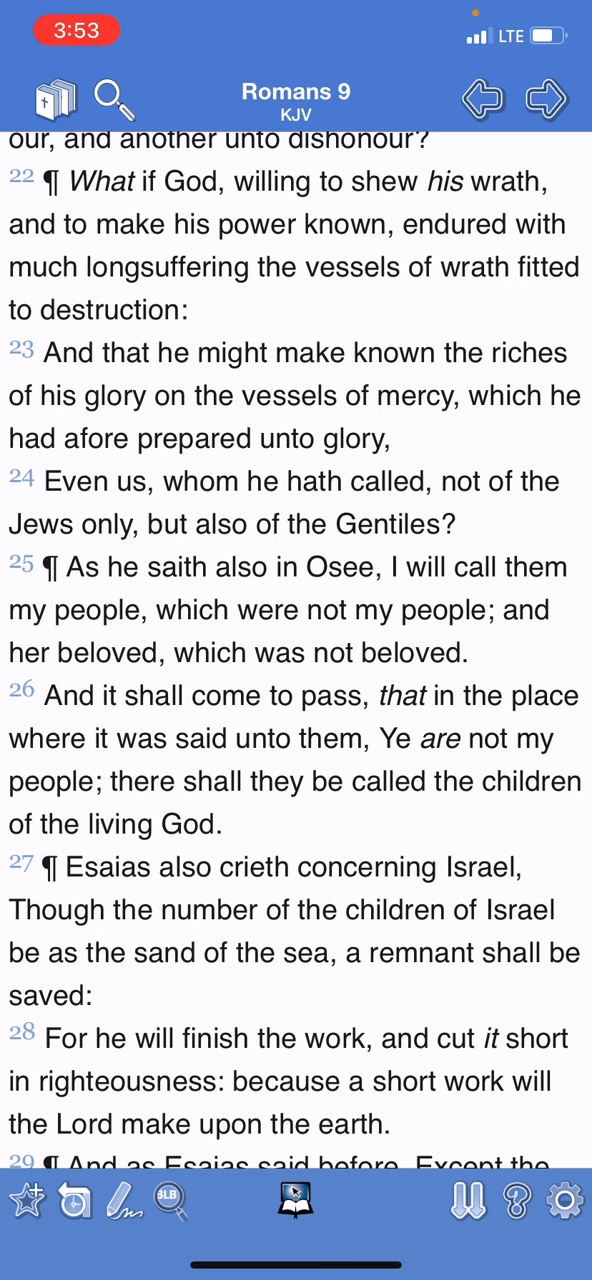 3:53
LTE
Romans 9
KJV
our, and another unto dishonour?
22 ¶ What if God, willing to shew his wrath,
and to make his power known, endured with
much longsuffering the vessels of wrath fitted
to destruction:
23 And that he might make known the riches
of his glory on the vessels of mercy, which he
had afore prepared unto glory,
24 Even us, whom he hath called, not of the
Jews only, but also of the Gentiles?
25 ¶ As he saith also in Osee, I will call them
my people, which were not my people; and
her beloved, which was not beloved.
26 And it shall come to pass, that in the place
where it was said unto them, Ye are not my
people; there shall they be called the children
of the living God.
27 ¶ Esaias also crieth concerning Israel,
Though the number of the children of Israel
be as the sand of the sea, a remnant shall be
saved:
28 For he will finish the work, and cut it short
in righteousness: because a short work will
the Lord make upon the earth.
29 ¶ And as Esaias said before, Except the
BLB